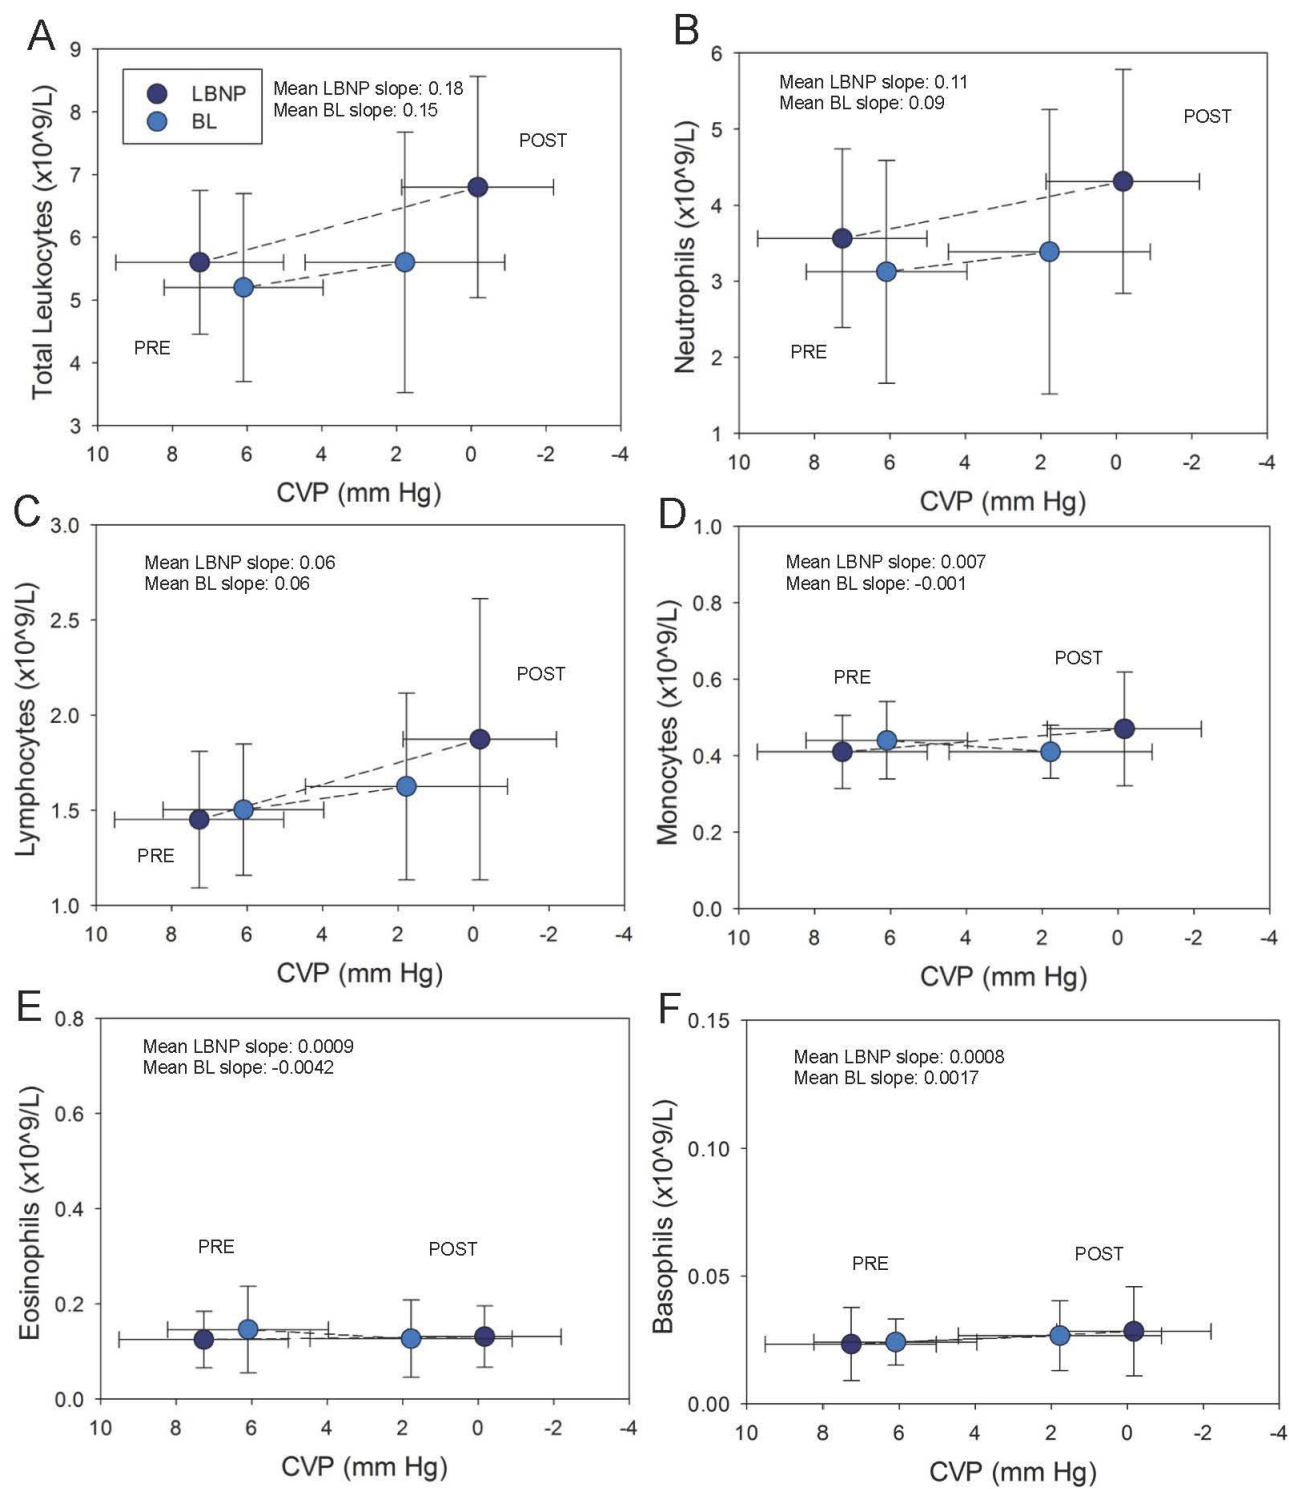 A
9
8
7
6
5
4
3
Total Leukocytes (x10^9/L)
LBNP
BL
Mean LBNP slope: 0.18
Mean BL slope: 0.15
POST
PRE
10 8 6 4 2 0 -2 -4
CVP (mm Hg)
B
6
5
4
3
2
1
Neutrophils (x10^9/L)
Mean LBNP slope: 0.11
Mean BL slope: 0.09
POST
PRE
10 8 6 4 2 0 -2 -4
CVP (mm Hg)
C
3.0
2.5
2.0
1.5
1.0
Lymphocytes (x10^9/L)
Mean LBNP slope: 0.06
Mean BL slope: 0.06
POST
PRE
10 8 6 4 2 0 -2 -4
CVP (mm Hg)
D
1.0
0.8
0.6
0.4
0.2
0.0
Monocytes (x10^9/L)
Mean LBNP slope: 0.007
Mean BL slope: -0.001
POST
PRE
10 8 6 4 2 0 -2 -4
CVP (mm Hg)
E
0.8
0.6
0.4
0.2
0.0
Eosinophils (x10^9/L)
Mean LBNP slope: 0.0009
Mean BL slope: -0.0042
PRE
POST
10 8 6 4 2 0 -2 -4
CVP (mm Hg)
F
0.15
0.10
0.05
0.00
Basophils (x10^9/L)
Mean LBNP slope: 0.0008
Mean BL slope: 0.0017
POST
PRE
10 8 6 4 2 0 -2 -4
CVP (mm Hg)